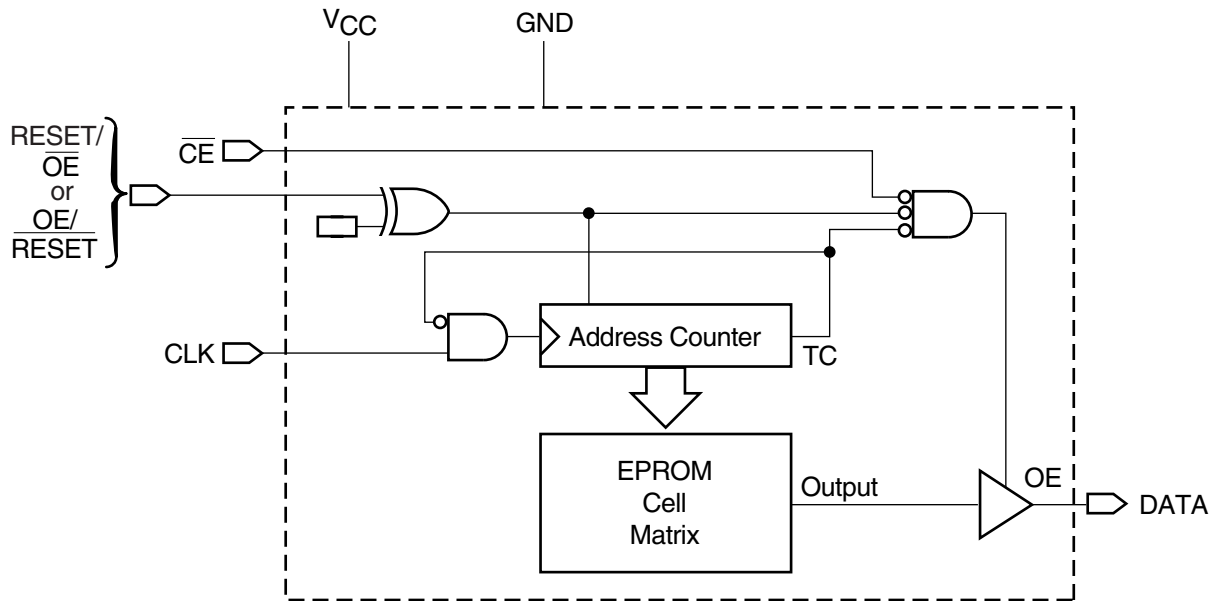 VCC
GND
RESET/
OE
or
OE/
RESET
CE
CLK
Address Counter
TC
EPROM
Cell
Matrix
Output
OE
DATA